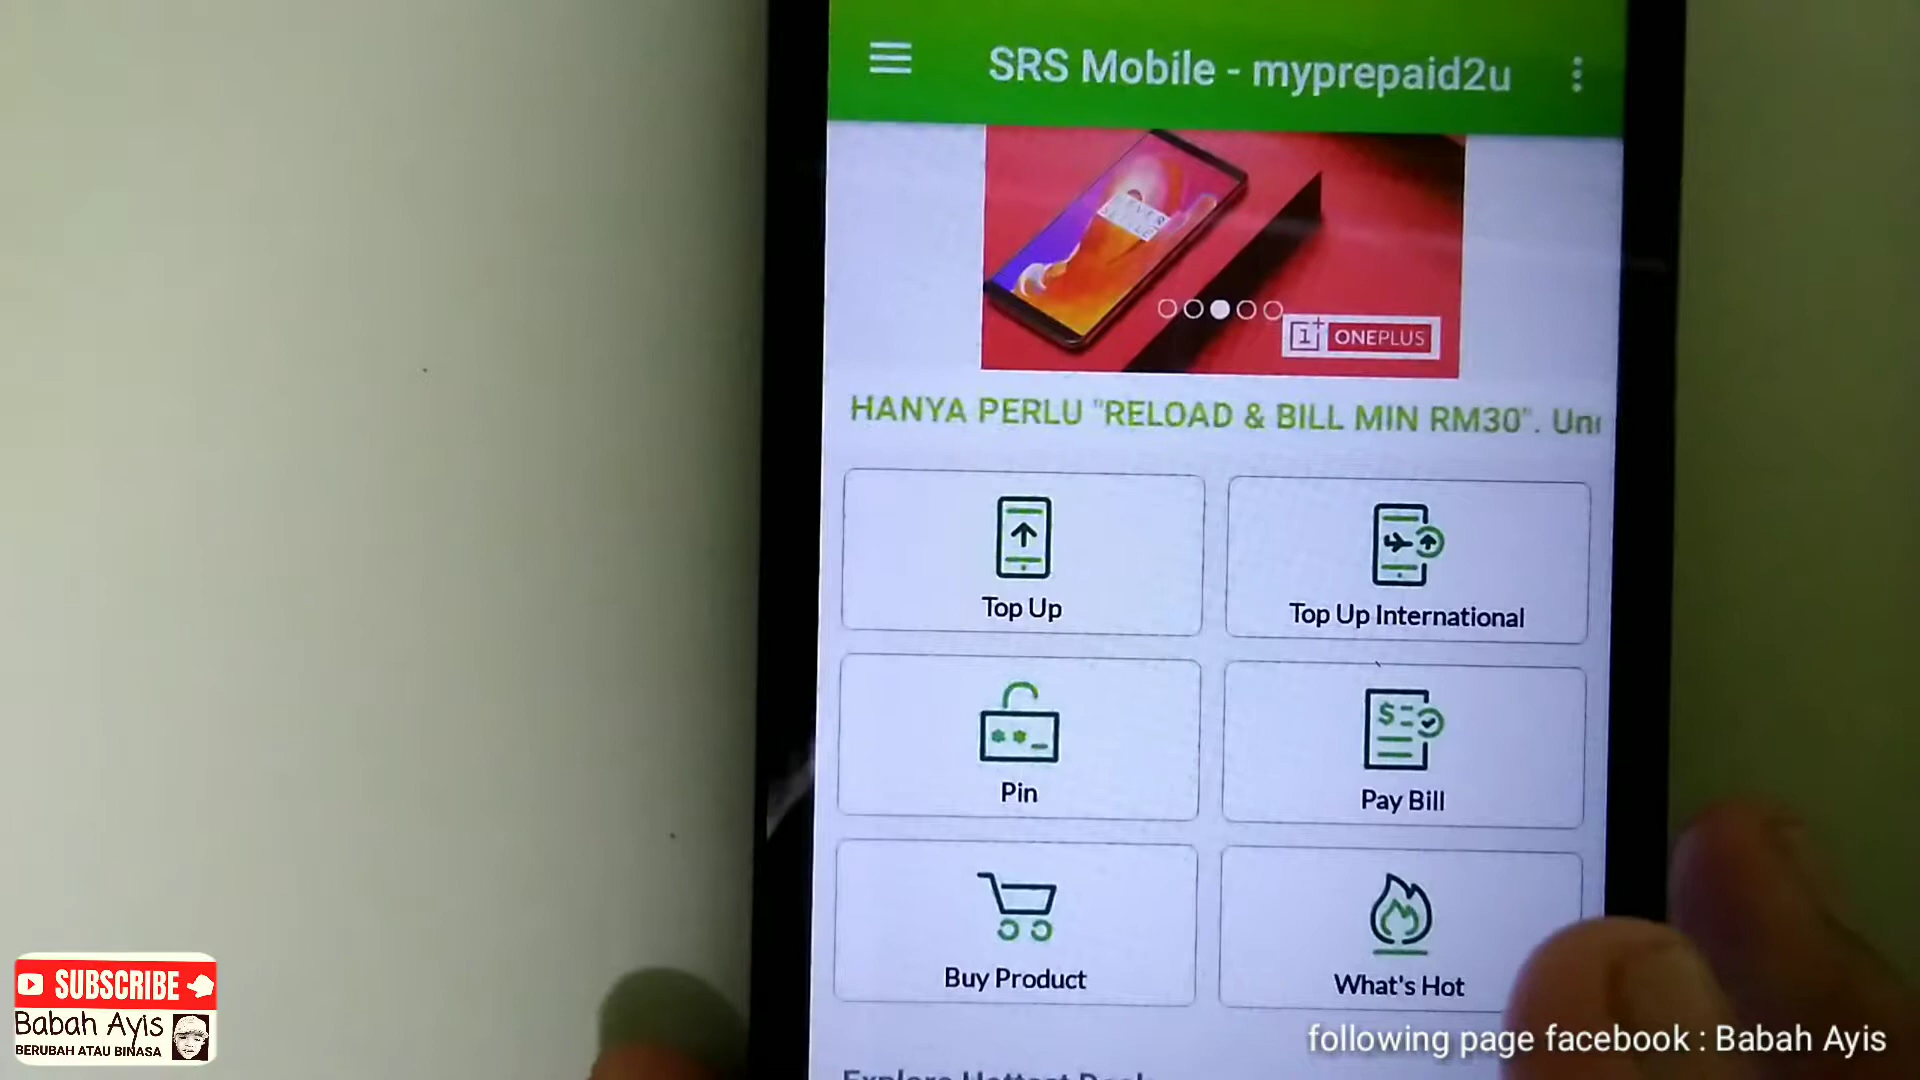 SRS Mobile - myprepaid2u
ONEPLUS
HANYA PERLU "RELOAD & BILL MIN RM30".
Top Up
Top Up International
Pin
Pay Bill
Buy Product
What's Hot
SUBSCRIBE
Babah Ayis
BERUBAH ATAU BINASA
following page facebook : Babah Ayis